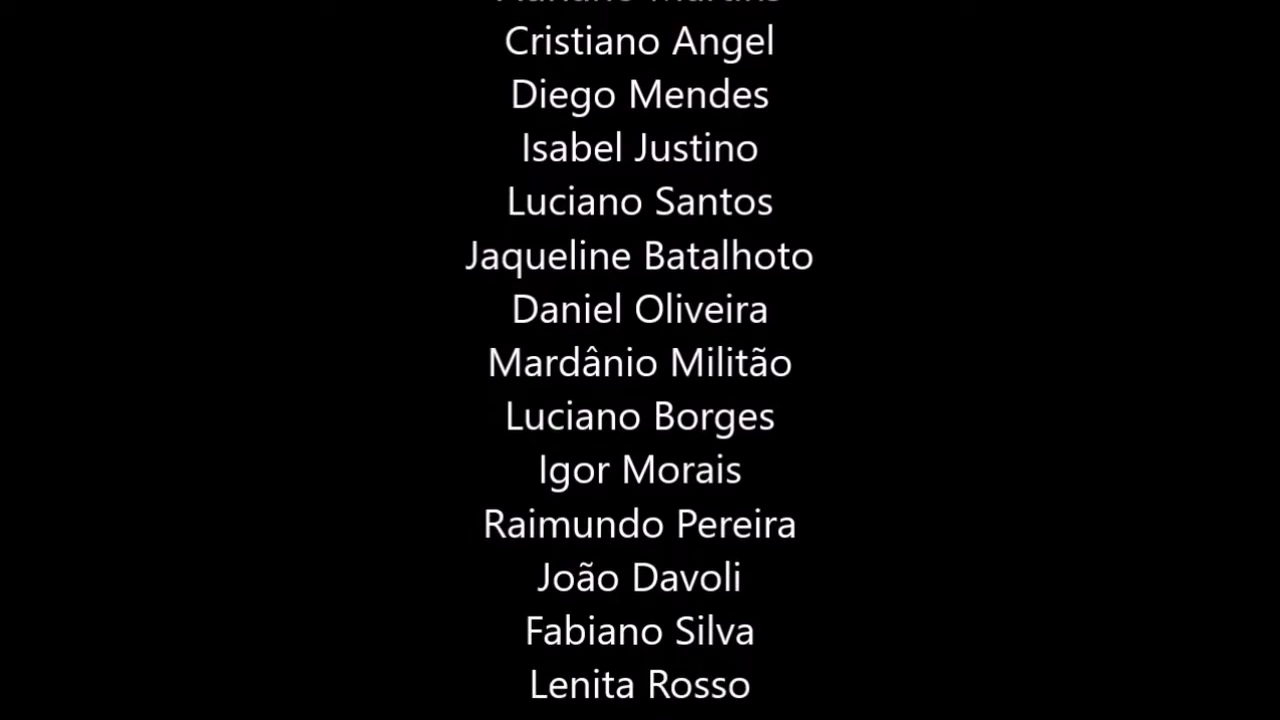 Cristiano Angel
Diego Mendes
Isabel Justino
Luciano Santos
Jaqueline Batalhoto
Daniel Oliveira
Mardânio Militão
Luciano Borges
Igor Morais
Raimundo Pereira
João Davoli
Fabiano Silva
Lenita Rosso